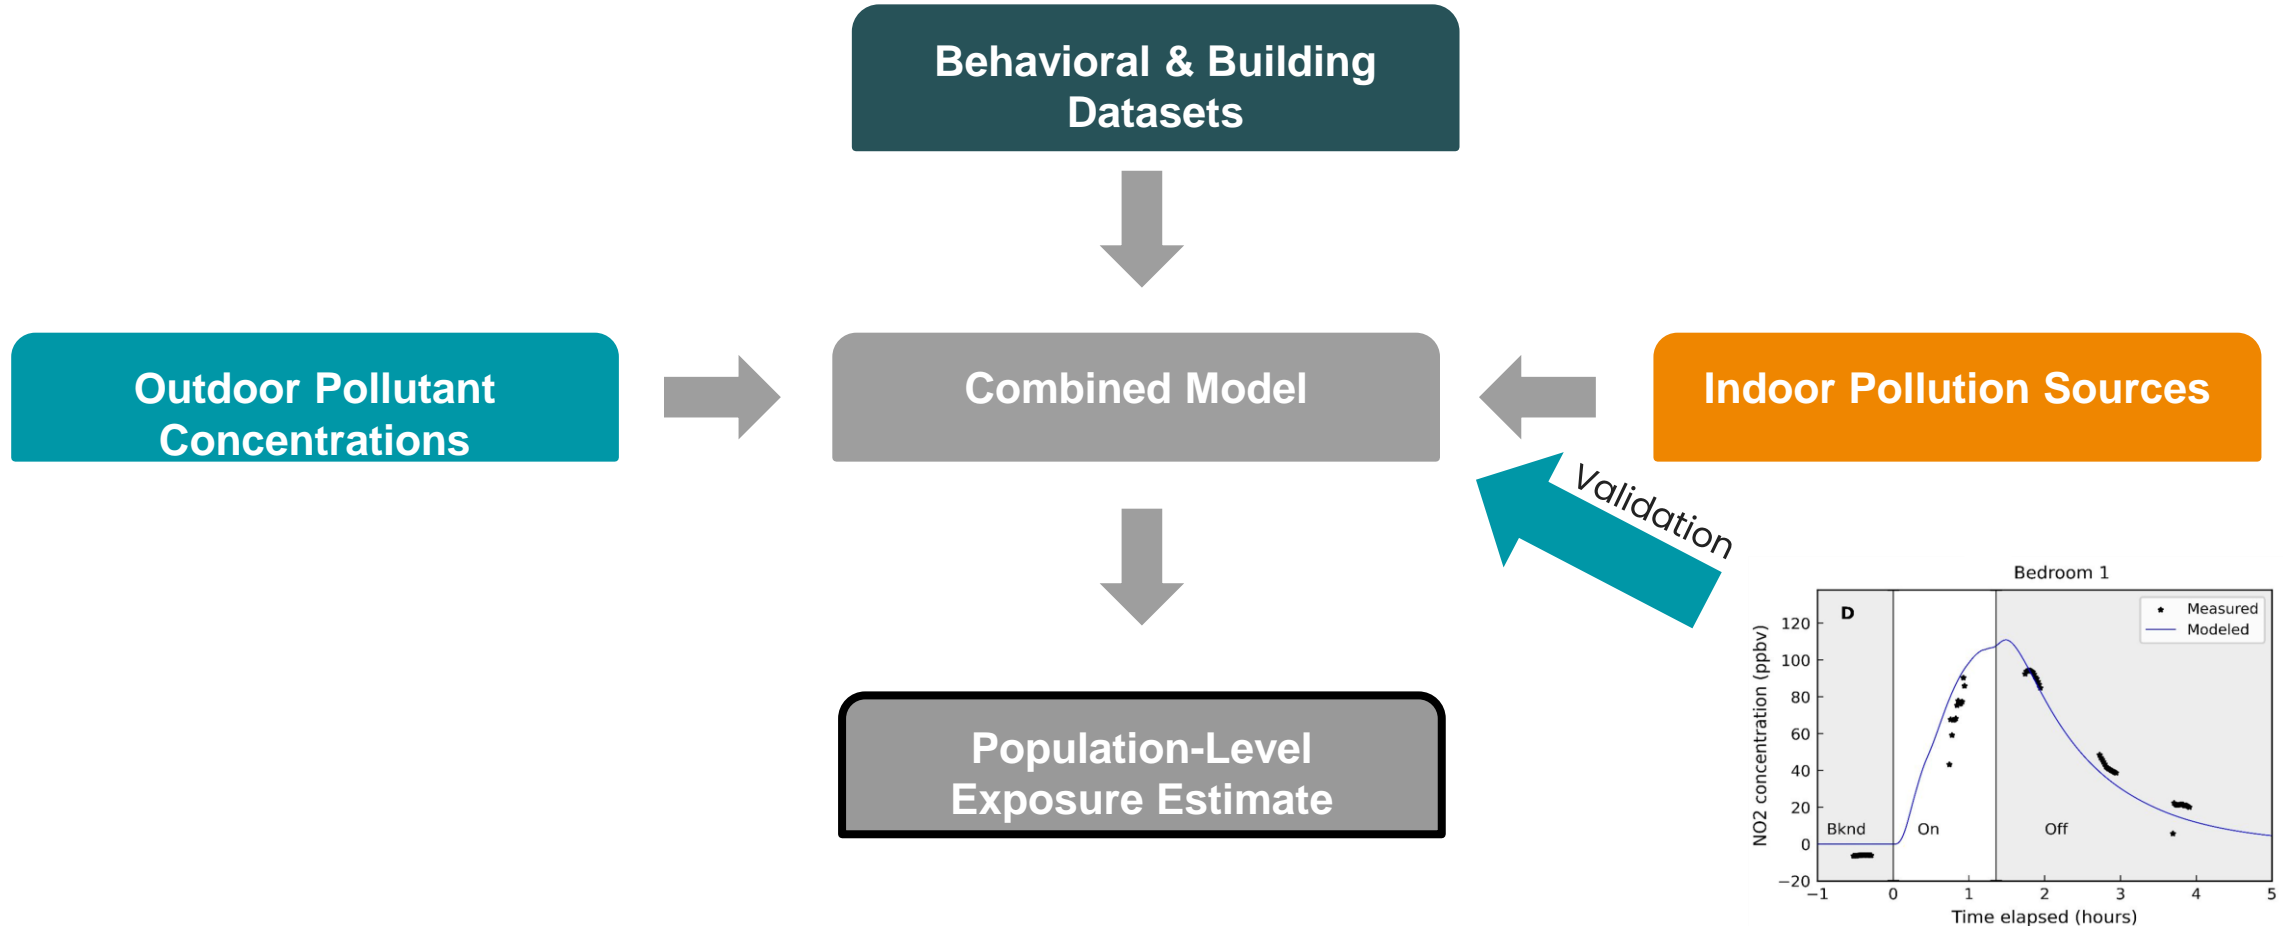 Behavioral & Building
Datasets
Outdoor Pollutant
Concentrations
Combined Model
Indoor Pollution Sources
Validation
Population-Level
Exposure Estimate
Bedroom 1
D
Measured
Modeled
NO2 concentration (ppbv)
120
100
80
60
40
20
0
−20
Bknd
On
Off
−1 0 1 2 3 4 5
Time elapsed (hours)